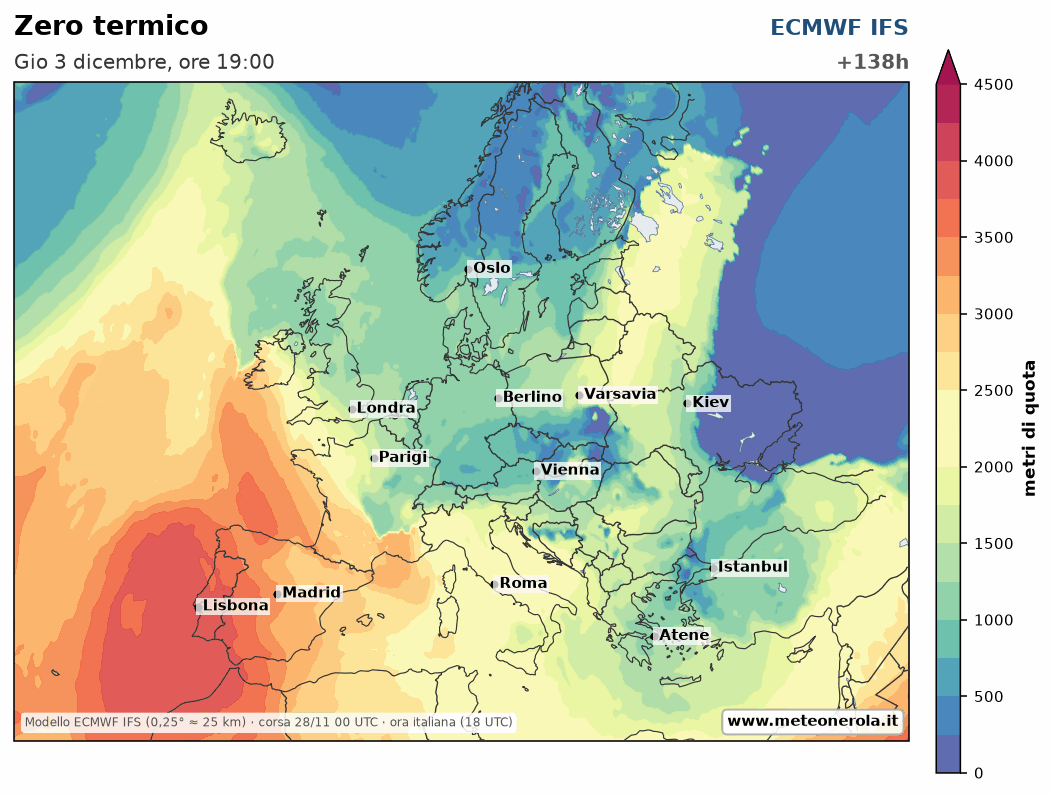 Zero termico
ECMWF IFS
Gio 3 dicembre, ore 19:00
+138h
4500
4000
3500
3000
2500
2000
1500
1000
500
0
metri di quota
Oslo
Berlino
Varsavia
Kiev
Londra
Parigi
Vienna
Istanbul
Roma
Madrid
Lisbona
Atene
Modello ECMWF IFS (0,25° ≈ 25 km) · corsa 28/11 00 UTC · ora italiana (18 UTC)
www.meteonerola.it